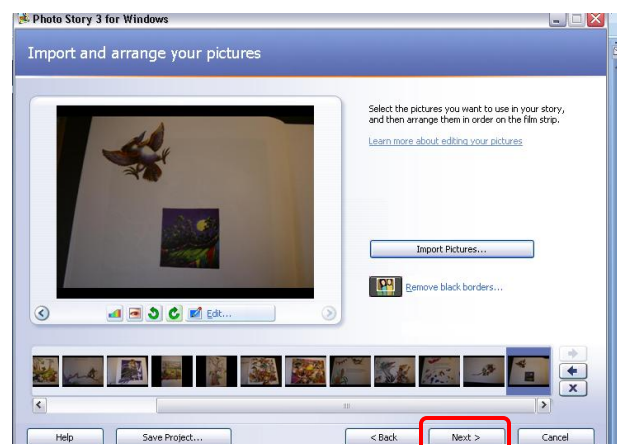 Photo Story 3 for Windows
Import and arrange your pictures
Select the pictures you want to use in your story,
and then arrange them in order on the film strip.
Learn more about editing your pictures
Import Pictures...
Remove black borders...
Edit...
Help
Save Project...
< Back
Next >
Cancel